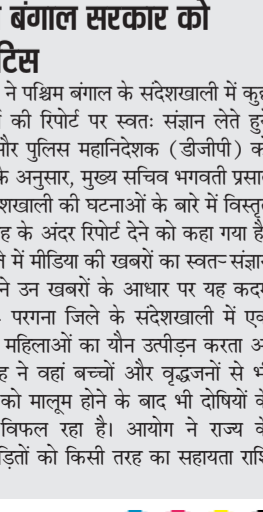 बंगाल सरकार को
टिस
ने पश्चिम बंगाल के संदेशखाली में कुछ
की रिपोर्ट पर स्वतः संज्ञान लेते हुये
और पुलिस महानिदेशक (डीजीपी) को
के अनुसार, मुख्य सचिव भगवती प्रसाद
शखाली की घटनाओं के बारे में विस्तृत
ह के अंदर रिपोर्ट देने को कहा गया है
ने में मीडिया की खबरों का स्वत-संज्ञान
ने उन खबरों के आधार पर यह कदम
परगना जिले के संदेशखाली में एक
महिलाओं का यौन उत्पीड़न करता आ
ह ने वहां बच्चों और वृद्धजनों से भी
को मालूम होने के बाद भी दोषियों के
विफल रहा है। आयोग ने राज्य के
ड़ितों को किसी तरह का सहायता राशि